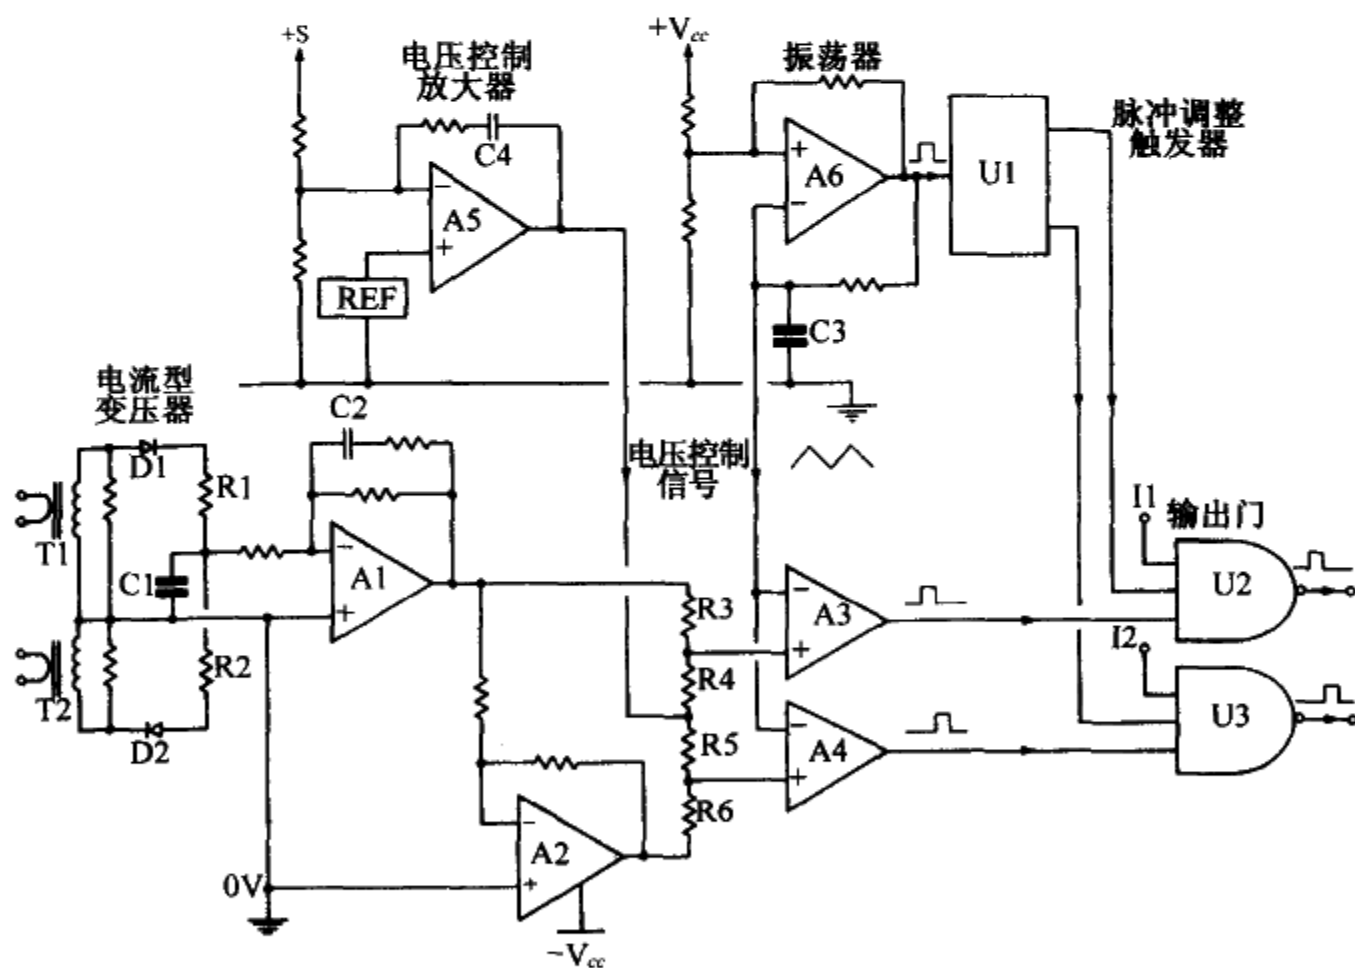 +S
电压控制
放大器
C4
A5
REF
+Vcc
振荡器
A6
U1
脉冲调整
触发器
C3
电流型
变压器
D1
R1
T1
C1
T2
R2
D2
C2
A1
电压控制
信号
A2
0V
~Vcc
R3
R4
R5
R6
A3
A4
I1
输出门
U2
I2
U3